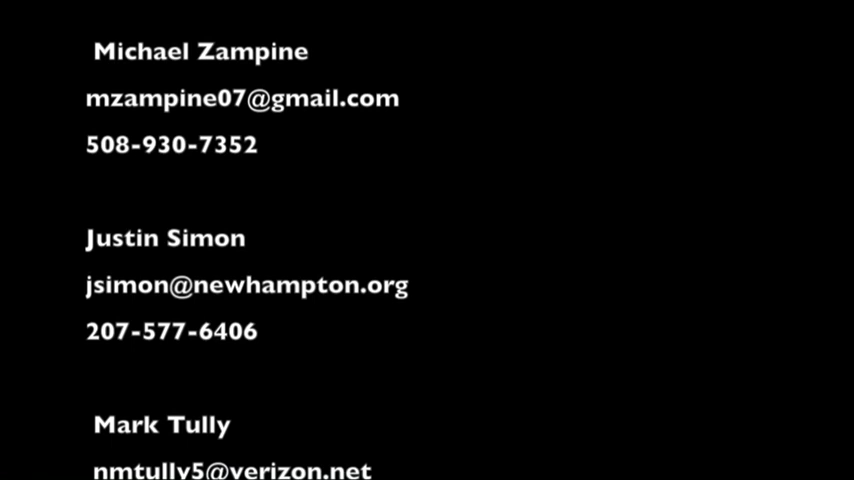 Michael Zampine
mzampine07@gmail.com
508-930-7352
Justin Simon
jsimon@newhampton.org
207-577-6406
Mark Tully
nmtully5@verizon.net